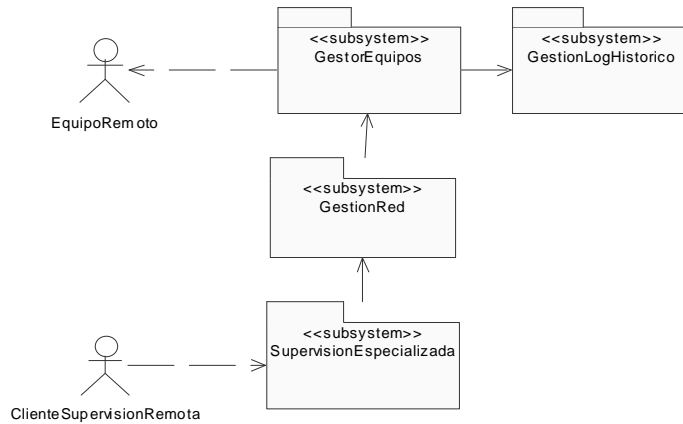 <<subsystem>>
GestorEquipos
<<subsystem>>
GestionLogHistorico
EquipoRemoto
<<subsystem>>
GestionRed
<<subsystem>>
SupervisionEspecializada
ClienteSupervisionRemota